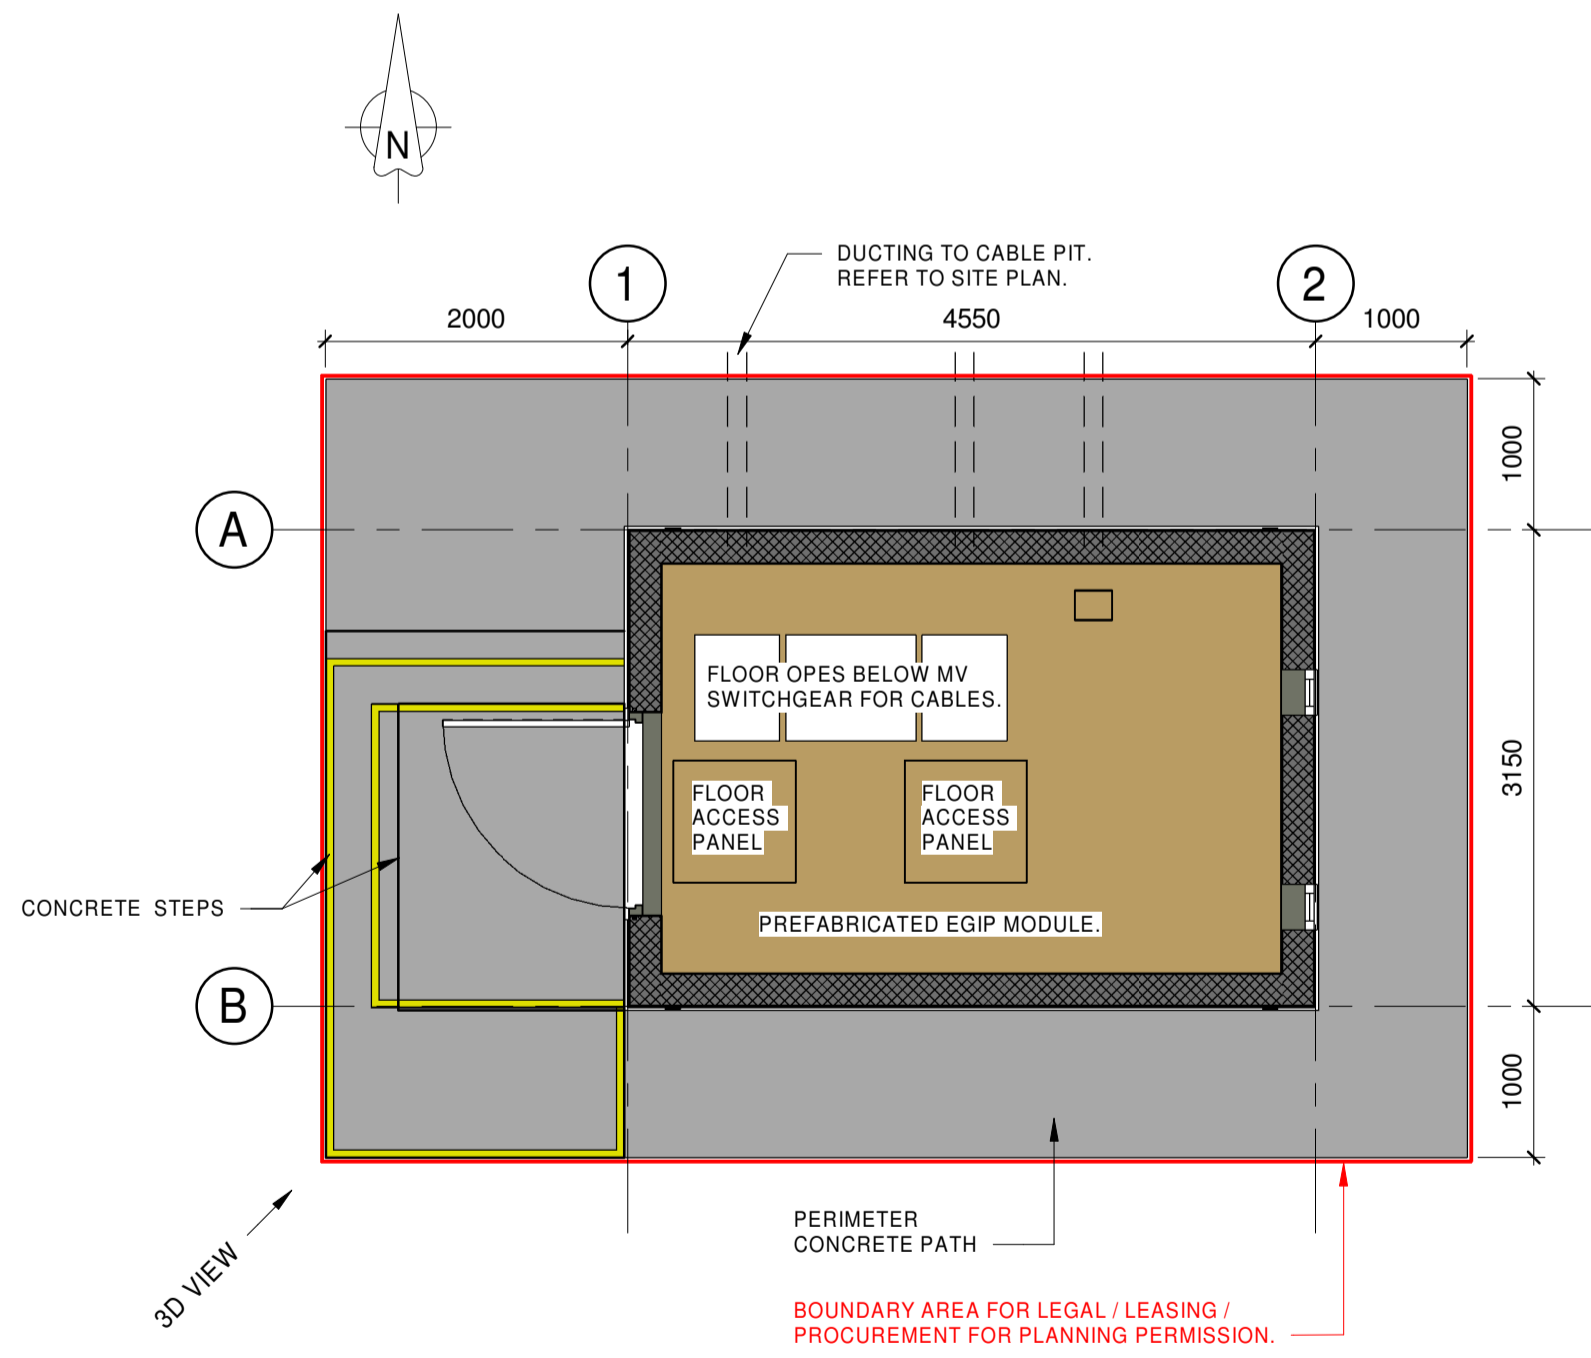 N
DUCTING TO CABLE PIT.
REFER TO SITE PLAN.
1
2
2000
4550
1000
1000
A
3150
FLOOR OPES BELOW MV
SWITCHGEAR FOR CABLES.
FLOOR
ACCESS
PANEL
FLOOR
ACCESS
PANEL
CONCRETE STEPS
PREFABRICATED EGIP MODULE.
B
1000
PERIMETER
CONCRETE PATH
3D VIEW
BOUNDARY AREA FOR LEGAL / LEASING /
PROCUREMENT FOR PLANNING PERMISSION.